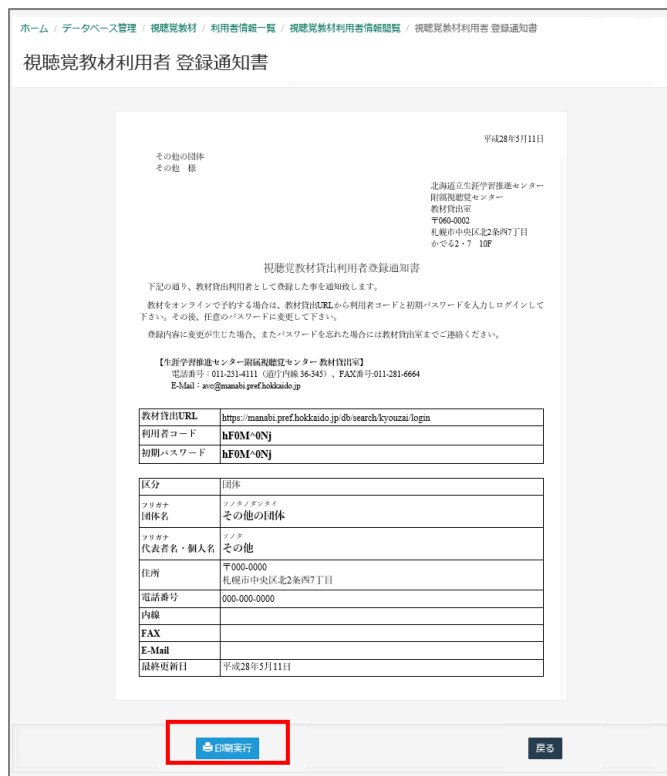 ホーム / データベース管理 / 視聴覚教材 / 利用者情報一覧 / 視聴覚教材利用者情報閲覧 / 視聴覚教材利用者 登録通知書
視聴覚教材利用者 登録通知書
平成28年5月11日
その他の団体
その他 様
北海道立生涯学習推進センター
附属視聴覚センター
教材貸出室
〒060-0002
札幌市中央区北2条西7丁目
かでる2・7 10F
視聴覚教材貸出利用者登録通知書
下記の通り、教材貸出利用者として登録した事を通知致します。
教材をオンラインで予約する場合は、教材貸出URLから利用者コードと初期パスワードを入力しログインして
下さい。その後、任意のパスワードに変更して下さい。
登録内容に変更が生じた場合、またパスワードを忘れた場合には教材貸出室までご連絡ください。
【生涯学習推進センター附属視聴覚センター 教材貸出室】
電話番号：011-231-4111（道庁内線 36-345）、FAX番号:011-281-6664
E-Mail：avc@manabi.pref.hokkaido.jp
教材貸出URL https://manabi.pref.hokkaido.jp/db/search/kyouzai/login
利用者コード hF0M^0Nj
初期パスワード hF0M^0Nj
区分 団体
フリガナ ソノタノダンタイ
団体名 その他の団体
フリガナ ソノタ
代表者名・個人名 その他
住所 〒000-0000
札幌市中央区北2条西7丁目
電話番号 000-000-0000
内線
FAX
E-Mail
最終更新日 平成28年5月11日
印刷実行 戻る